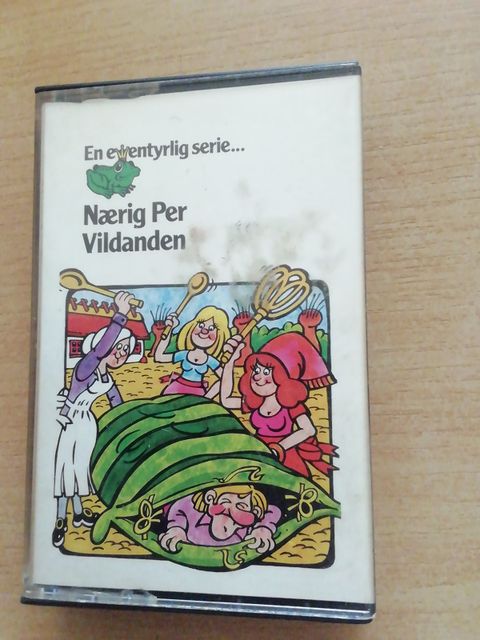 En eventyrlig serie...
Nærig Per
Vildanden